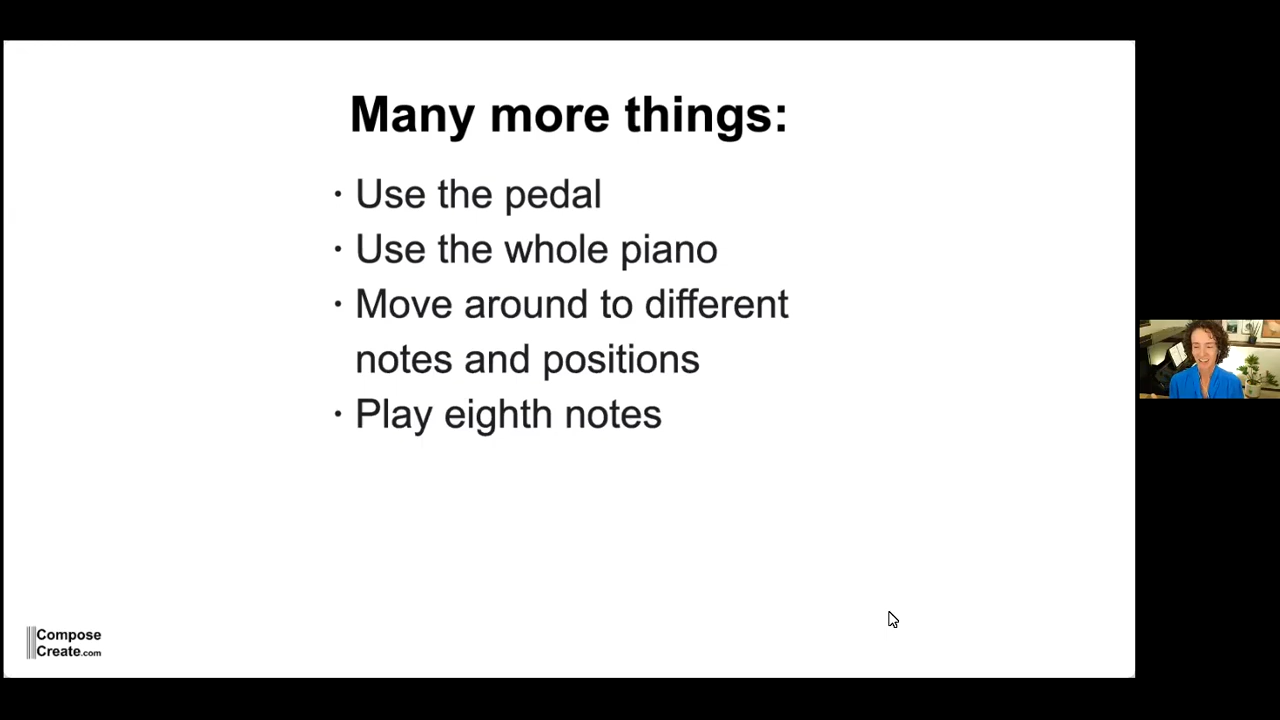 Many more things:
· Use the pedal
· Use the whole piano
· Move around to different
notes and positions
· Play eighth notes
Compose
Create.com